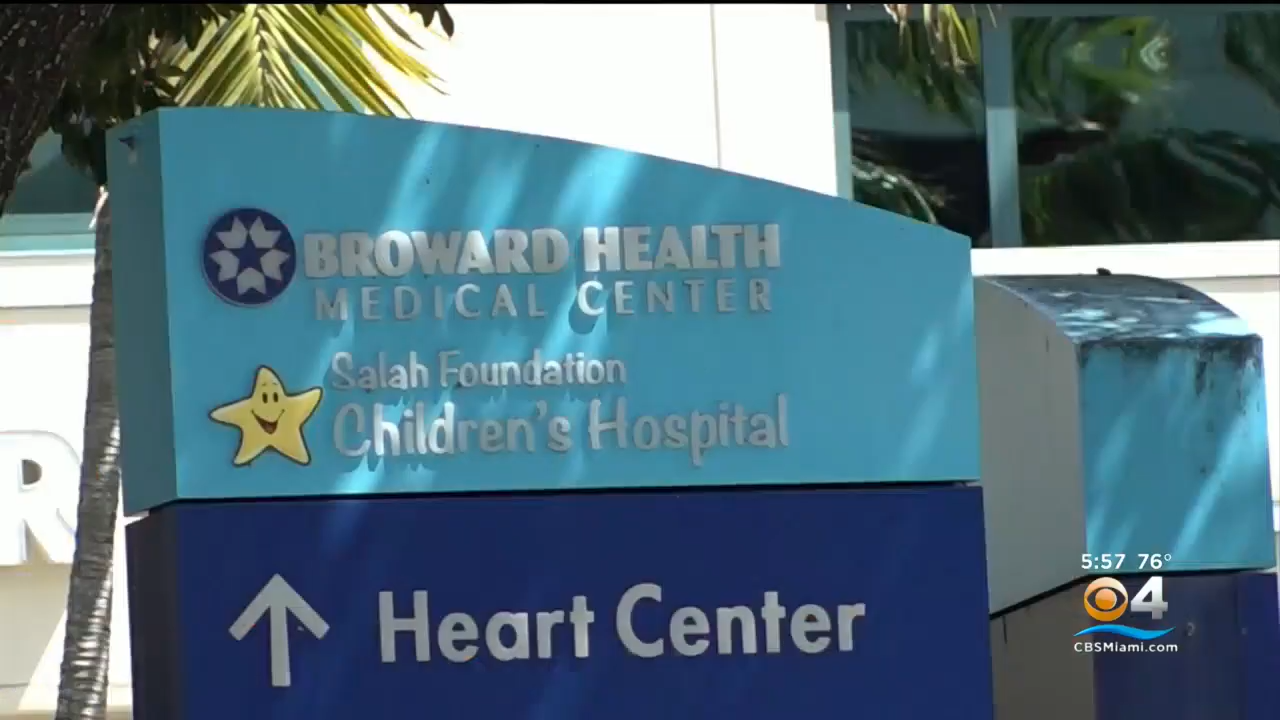 BROWARD HEALTH
MEDICAL CENTER
Salah Foundation
Children's Hospital
Heart Center
R
5:57 76°
4
CBSMiami.com